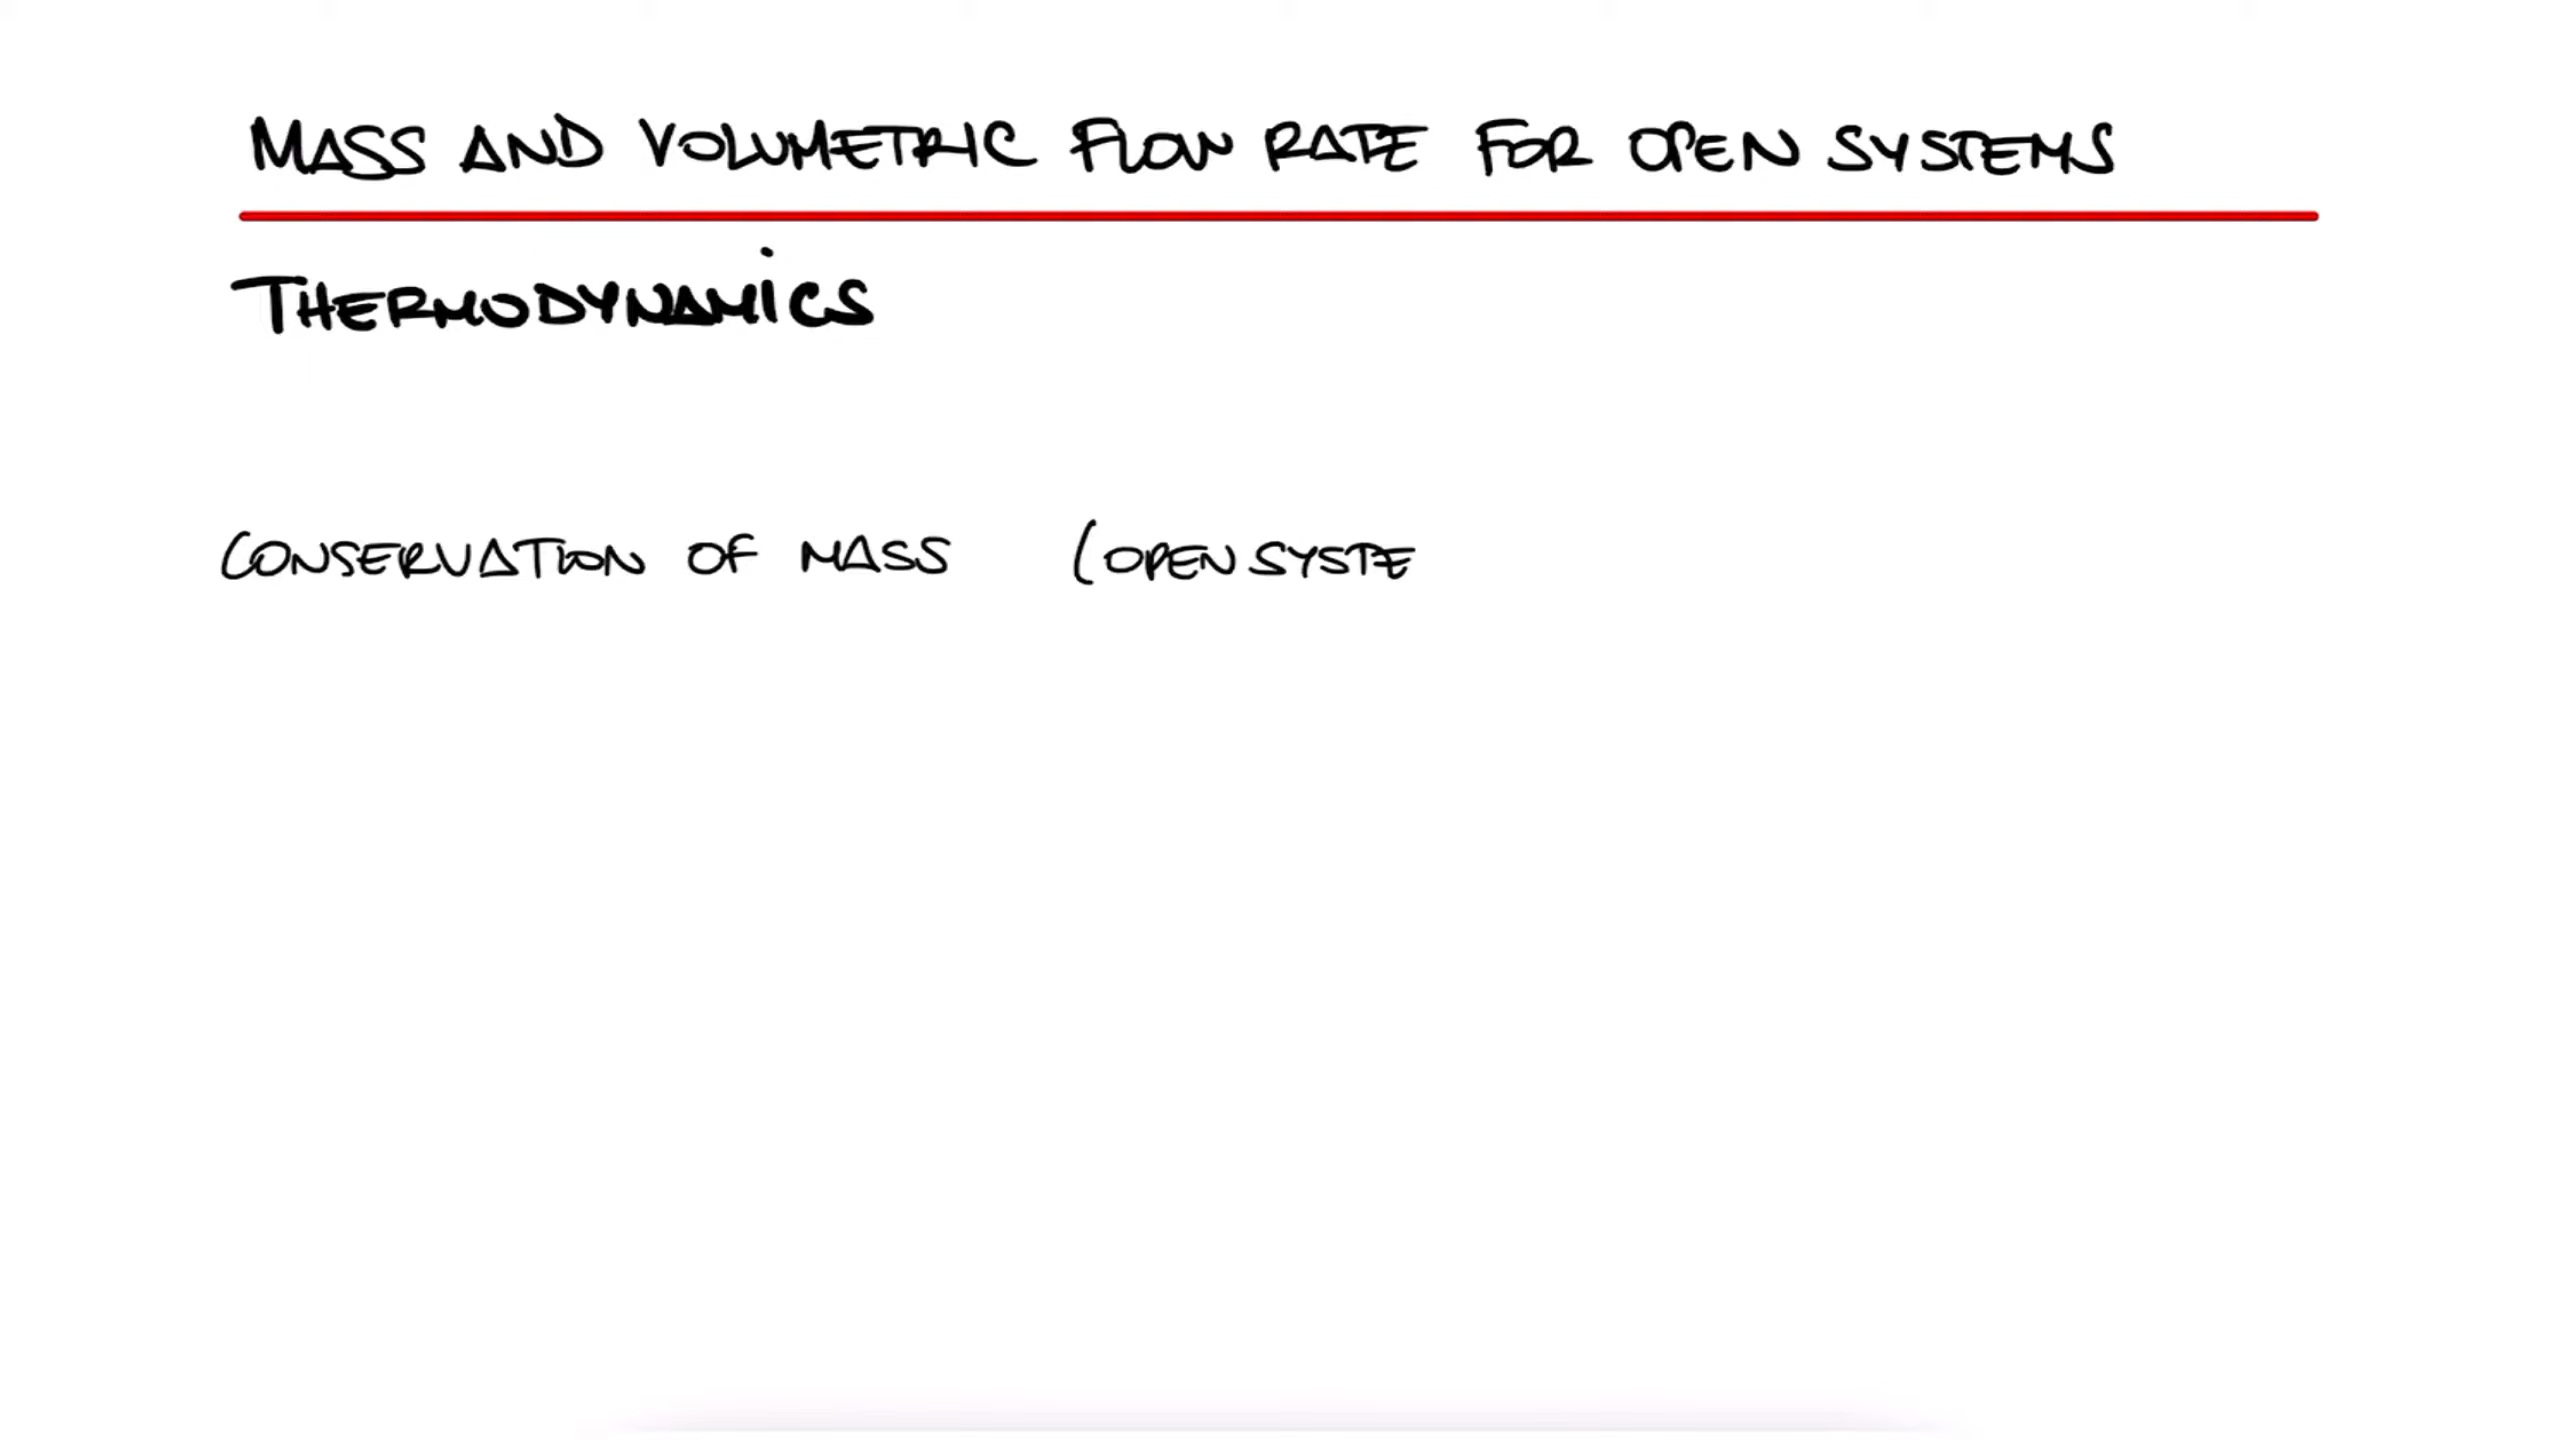 MASS AND VOLUMETRIC FLOW RATE FOR OPEN SYSTEMS
THERMODYNAMiCS
CONSERVATION OF MASS (OPEN SYSTE